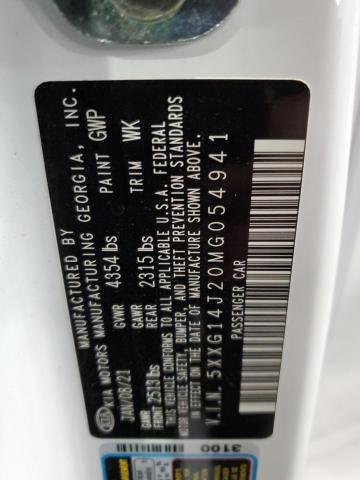 MANUFACTURED BY
KIA MOTORS MANUFACTURING GEORGIA, INC.
JAN/08/21 GVWR 4354 lbs PAINT GWP
GAWR FRONT 2513 lbs GAWR REAR 2315 lbs TRIM WK
THIS VEHICLE CONFORMS TO ALL APPLICABLE U.S.A. FEDERAL
MOTOR VEHICLE SAFETY, BUMPER, AND THEFT PREVENTION STANDARDS
IN EFFECT ON THE DATE OF MANUFACTURE SHOWN ABOVE.
V.I.N. 5XXG14J20MG054941
PASSENGER CAR
3100